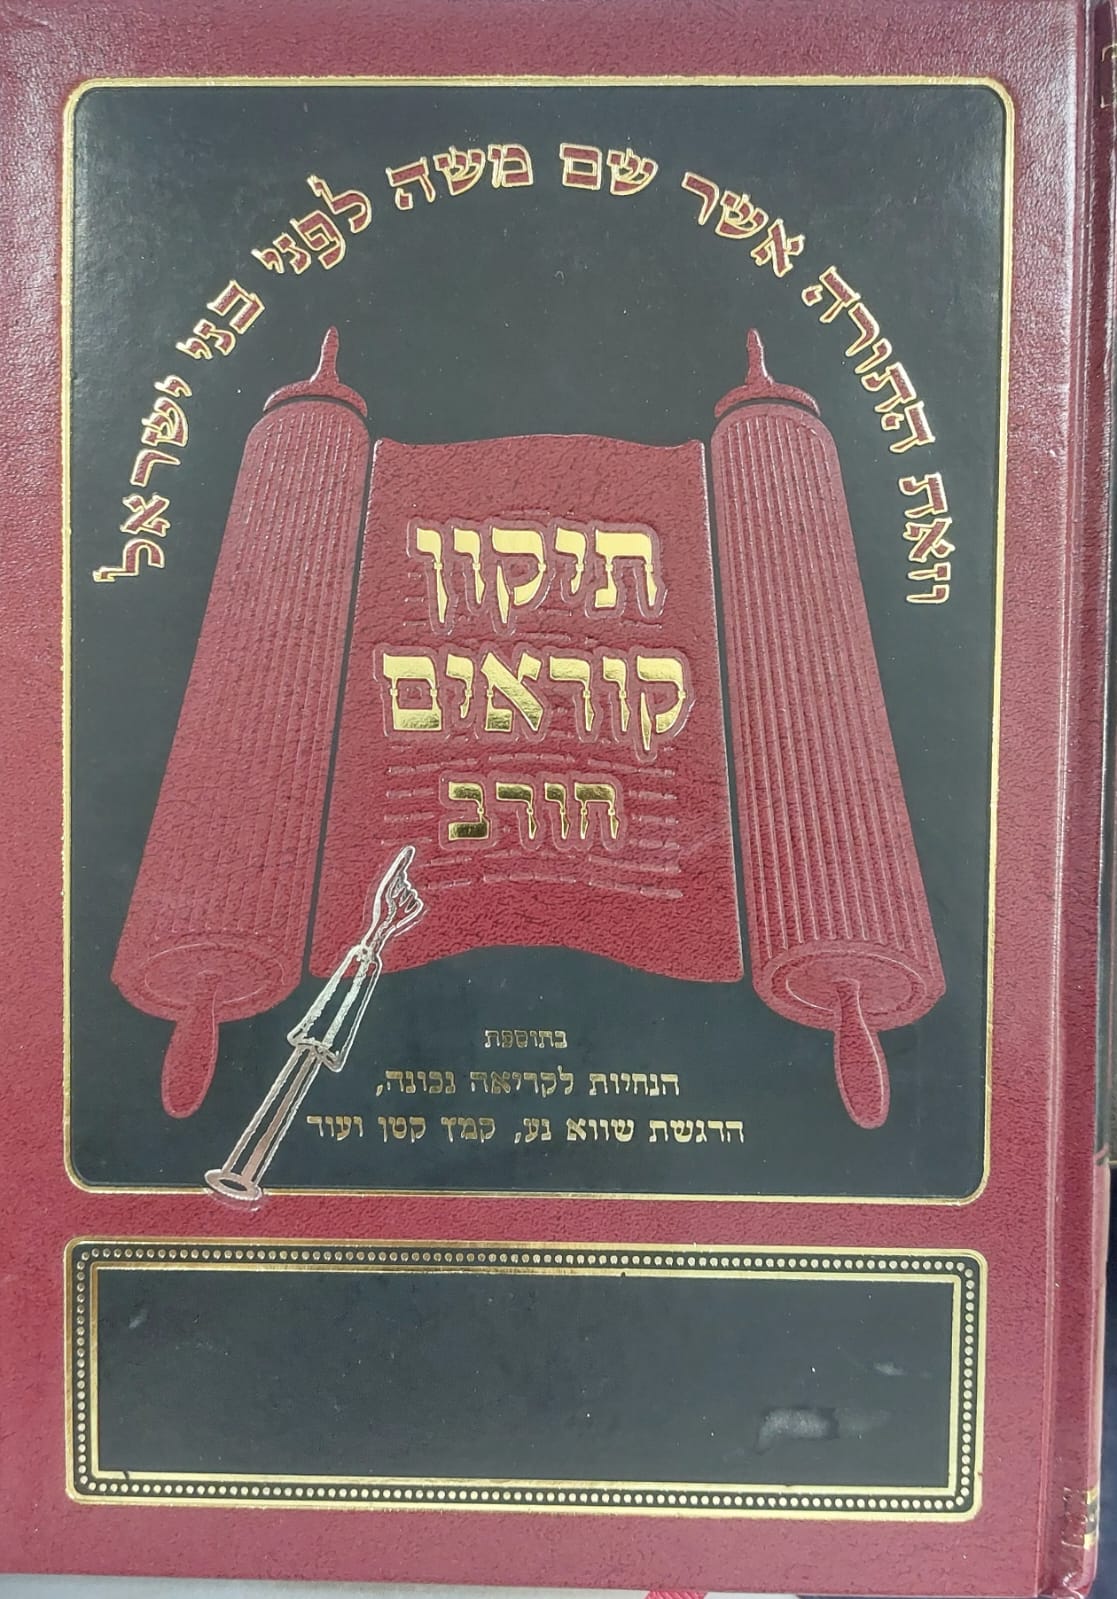 וזאת התורה אשר שם משה לפני בני ישראל
תיקון
קוראים
חורב
בתוספת
הנחיות לקריאה נכונה,
הדגשת שווא נע, קמץ קטן ועוד